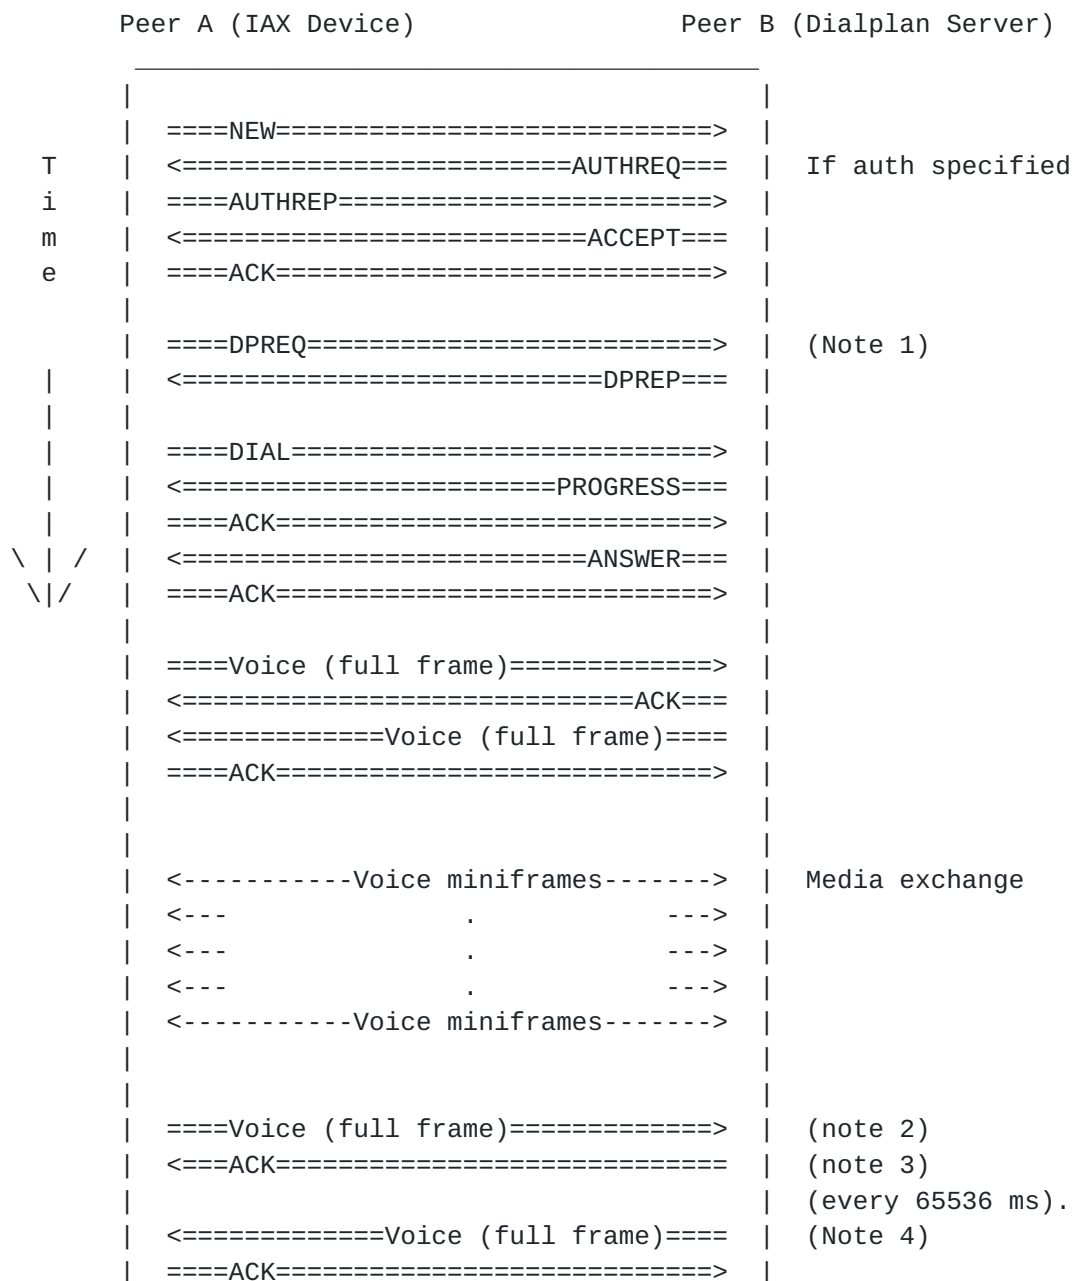 Peer A (IAX Device)                 Peer B (Dialplan Server)
        ________________________________________
       |                                         |
       |  ====NEW============================>  |
  T    |  <=========================AUTHREQ===  |  If auth specified
  i    |  ====AUTHREP========================>  |
  m    |  <==========================ACCEPT===  |
  e    |  ====ACK============================>  |
       |                                         |
       |  ====DPREQ==========================>  |  (Note 1)
  |    |  <===========================DPREP===  |
  |    |                                         |
  |    |  ====DIAL===========================>  |
  |    |  <========================PROGRESS===  |
  |    |  ====ACK============================>  |
\ | /  |  <==========================ANSWER===  |
 \|/   |  ====ACK============================>  |
       |                                         |
       |  ====Voice (full frame)=============>  |
       |  <=============================ACK===  |
       |  <=============Voice (full frame)====  |
       |  ====ACK============================>  |
       |                                         |
       |                                         |
       |  <-----------Voice miniframes------->  |  Media exchange
       |  <---               .            --->  |
       |  <---               .            --->  |
       |  <---               .            --->  |
       |  <-----------Voice miniframes------->  |
       |                                         |
       |                                         |
       |  ====Voice (full frame)=============>  |  (note 2)
       |  <===ACK=============================  |  (note 3)
       |                                         |  (every 65536 ms).
       |  <=============Voice (full frame)====  |  (Note 4)
       |  ====ACK============================>  |